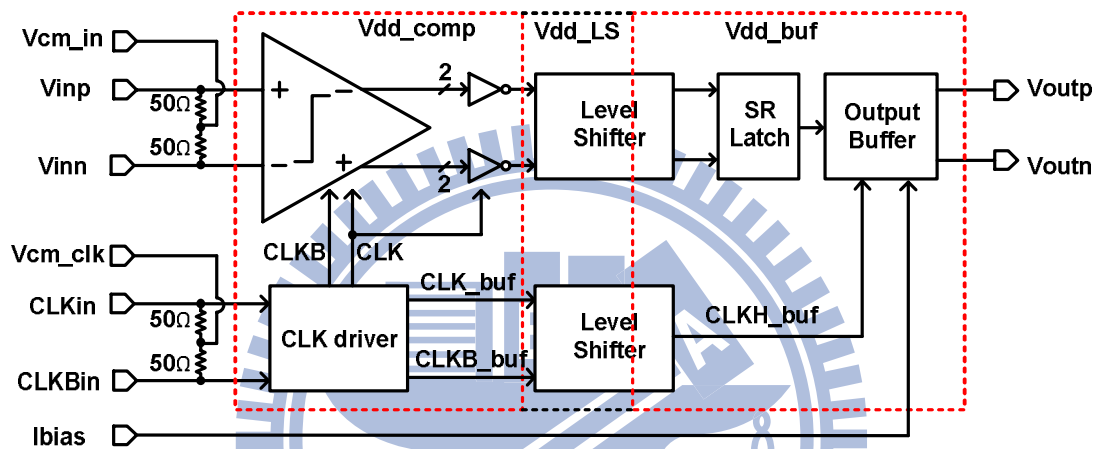 Vdd_comp
Vdd_LS
Vdd_buf
Vcm_in
Vinp
50Ω
50Ω
Vinn
+
−
−
+
2
2
Level
Shifter
SR
Latch
Output
Buffer
Voutp
Voutn
CLKB
CLK
Vcm_clk
CLKin
50Ω
50Ω
CLKBin
CLK driver
CLK_buf
CLKB_buf
Level
Shifter
CLKH_buf
Ibias
A